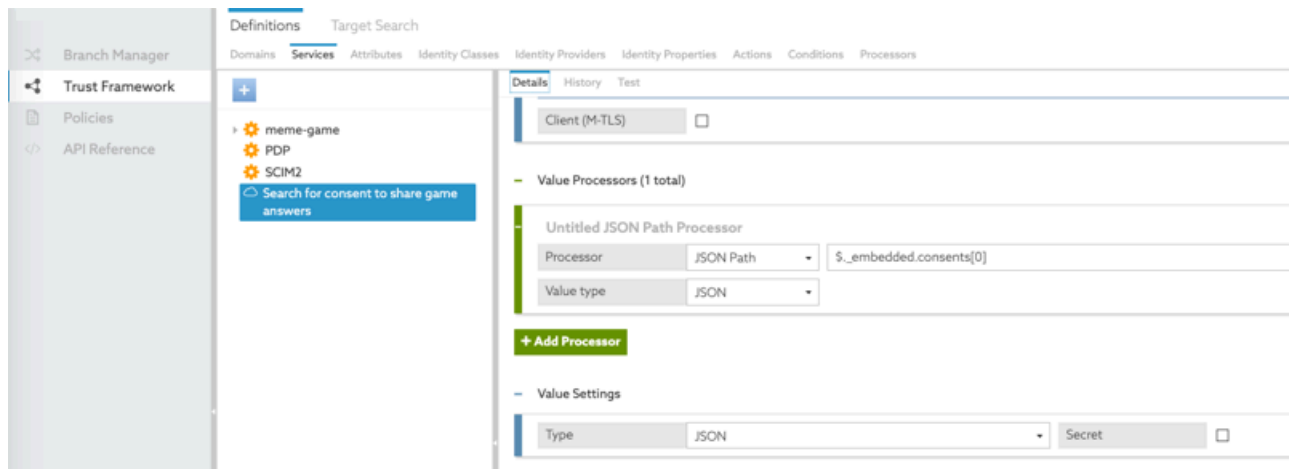 Definitions Target Search
Branch Manager
Trust Framework
Policies
API Reference
Domains Services Attributes Identity Classes Identity Providers Identity Properties Actions Conditions Processors
+
meme-game
PDP
SCIM2
Search for consent to share game
answers
Details History Test
Client (M-TLS)
Value Processors (1 total)
Untitled JSON Path Processor
Processor JSON Path $._embedded.consents[0]
Value type JSON
+ Add Processor
Value Settings
Type JSON Secret